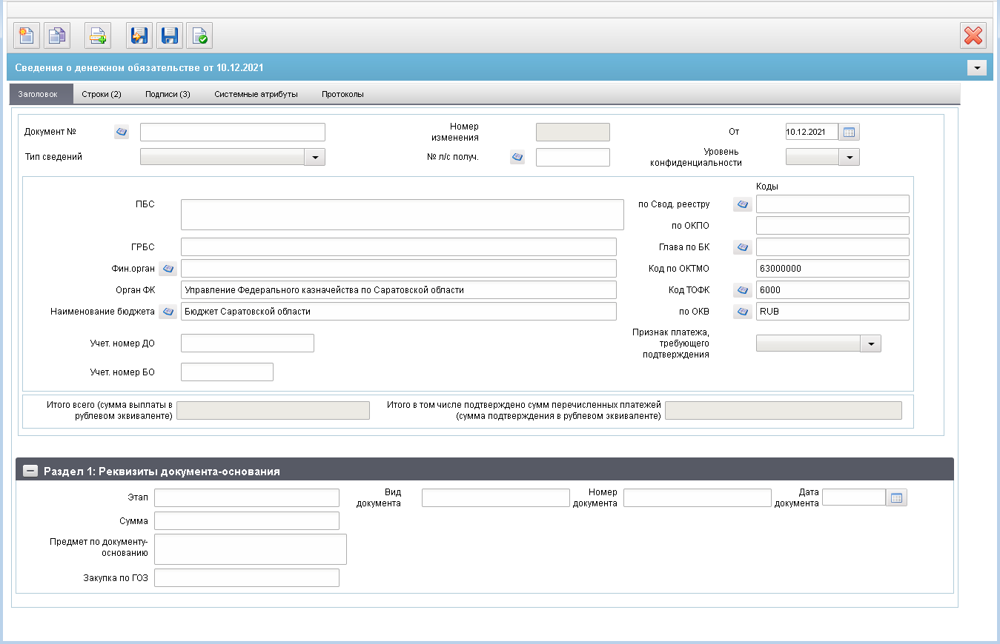 Сведения о денежном обязательстве от 10.12.2021
Заголовок Строки (2) Подписи (3) Системные атрибуты Протоколы
Документ № Номер изменения От 10.12.2021
Тип сведений № л/с получ. Уровень конфиденциальности
Коды
ПБС по Свод. реестру
по ОКПО
ГРБС Глава по БК
Фин.орган Код по ОКТМО 63000000
Орган ФК Управление Федерального казначейства по Саратовской области Код ТОФК 6000
Наименование бюджета Бюджет Саратовской области по ОКВ RUB
Учет. номер ДО Признак платежа, требующего подтверждения
Учет. номер БО
Итого всего (сумма выплаты в рублевом эквиваленте) Итого в том числе подтверждено сумм перечисленных платежей (сумма подтверждения в рублевом эквиваленте)
Раздел 1: Реквизиты документа-основания
Этап Вид документа Номер документа Дата документа
Сумма
Предмет по документу-основанию
Закупка по ГОЗ